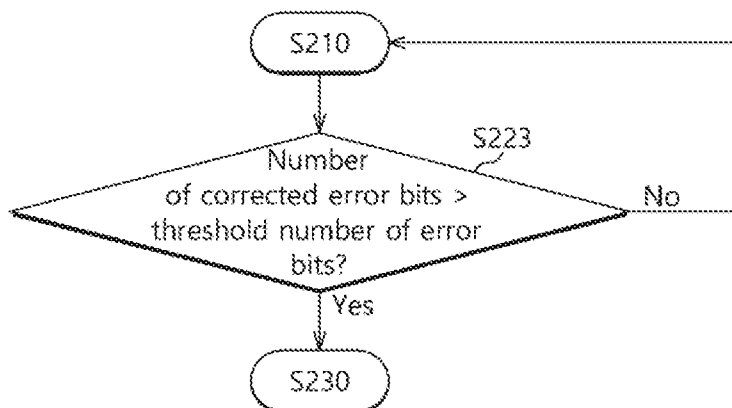 S210
S223
Number
of corrected error bits >
threshold number of error
bits?
No
Yes
S230